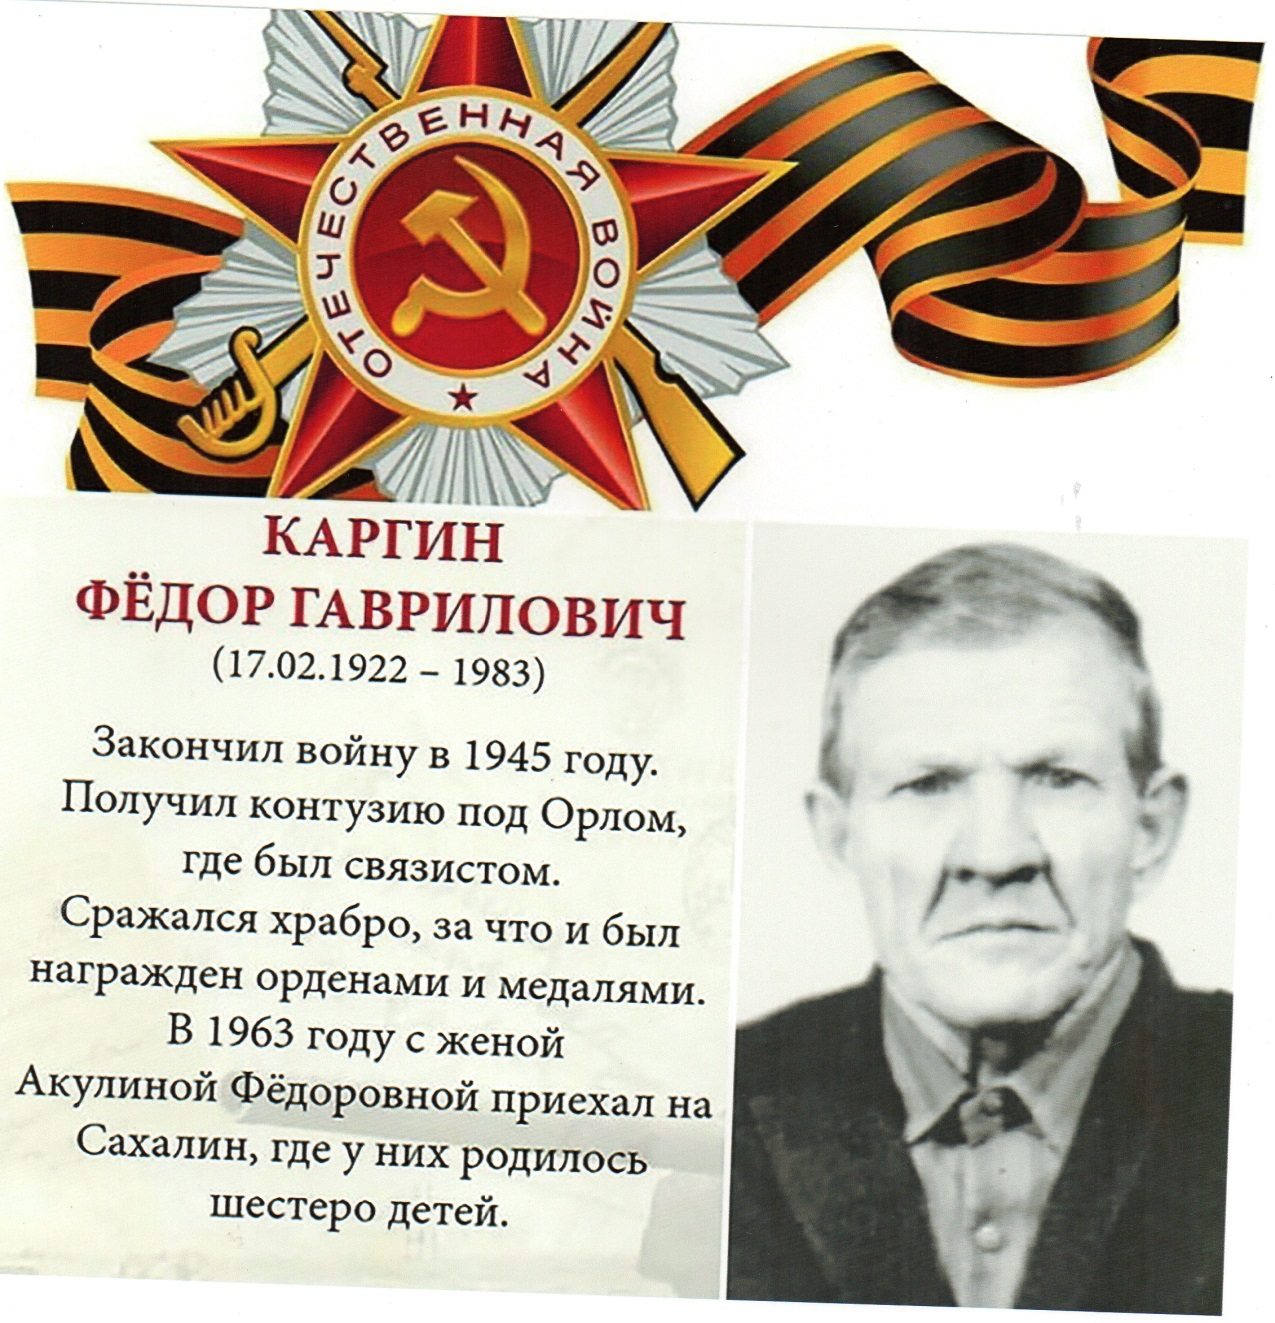 ОТЕЧЕСТВЕННАЯ ВОЙНА
КАРГИН
ФЁДОР ГАВРИЛОВИЧ
(17.02.1922 – 1983)
Закончил войну в 1945 году.
Получил контузию под Орлом,
где был связистом.
Сражался храбро, за что и был
награжден орденами и медалями.
В 1963 году с женой
Акулиной Фёдоровной приехал на
Сахалин, где у них родилось
шестеро детей.